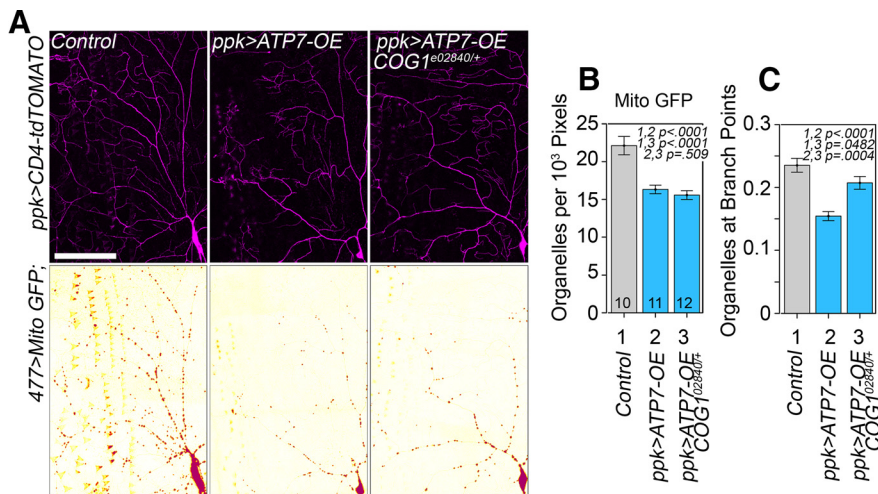 A
Control
ppk>ATP7-OE
ppk>ATP7-OE
COG1e02840/+
ppk>CD4-tdTOMATO
477>Mito GFP;
B
Mito GFP
1,2 p<.0001
1,3 p<.0001
2,3 p=.509
Organelles per 10³ Pixels
25
20
15
10
5
0
10
11
12
1
2
3
Control
ppk>ATP7-OE
ppk>ATP7-OE
COG102840/+
C
1,2 p<.0001
1,3 p=.0482
2,3 p=.0004
Organelles at Branch Points
0.3
0.2
0.1
0
1
2
3
Control
ppk>ATP7-OE
ppk>ATP7-OE
COG1e02840/+